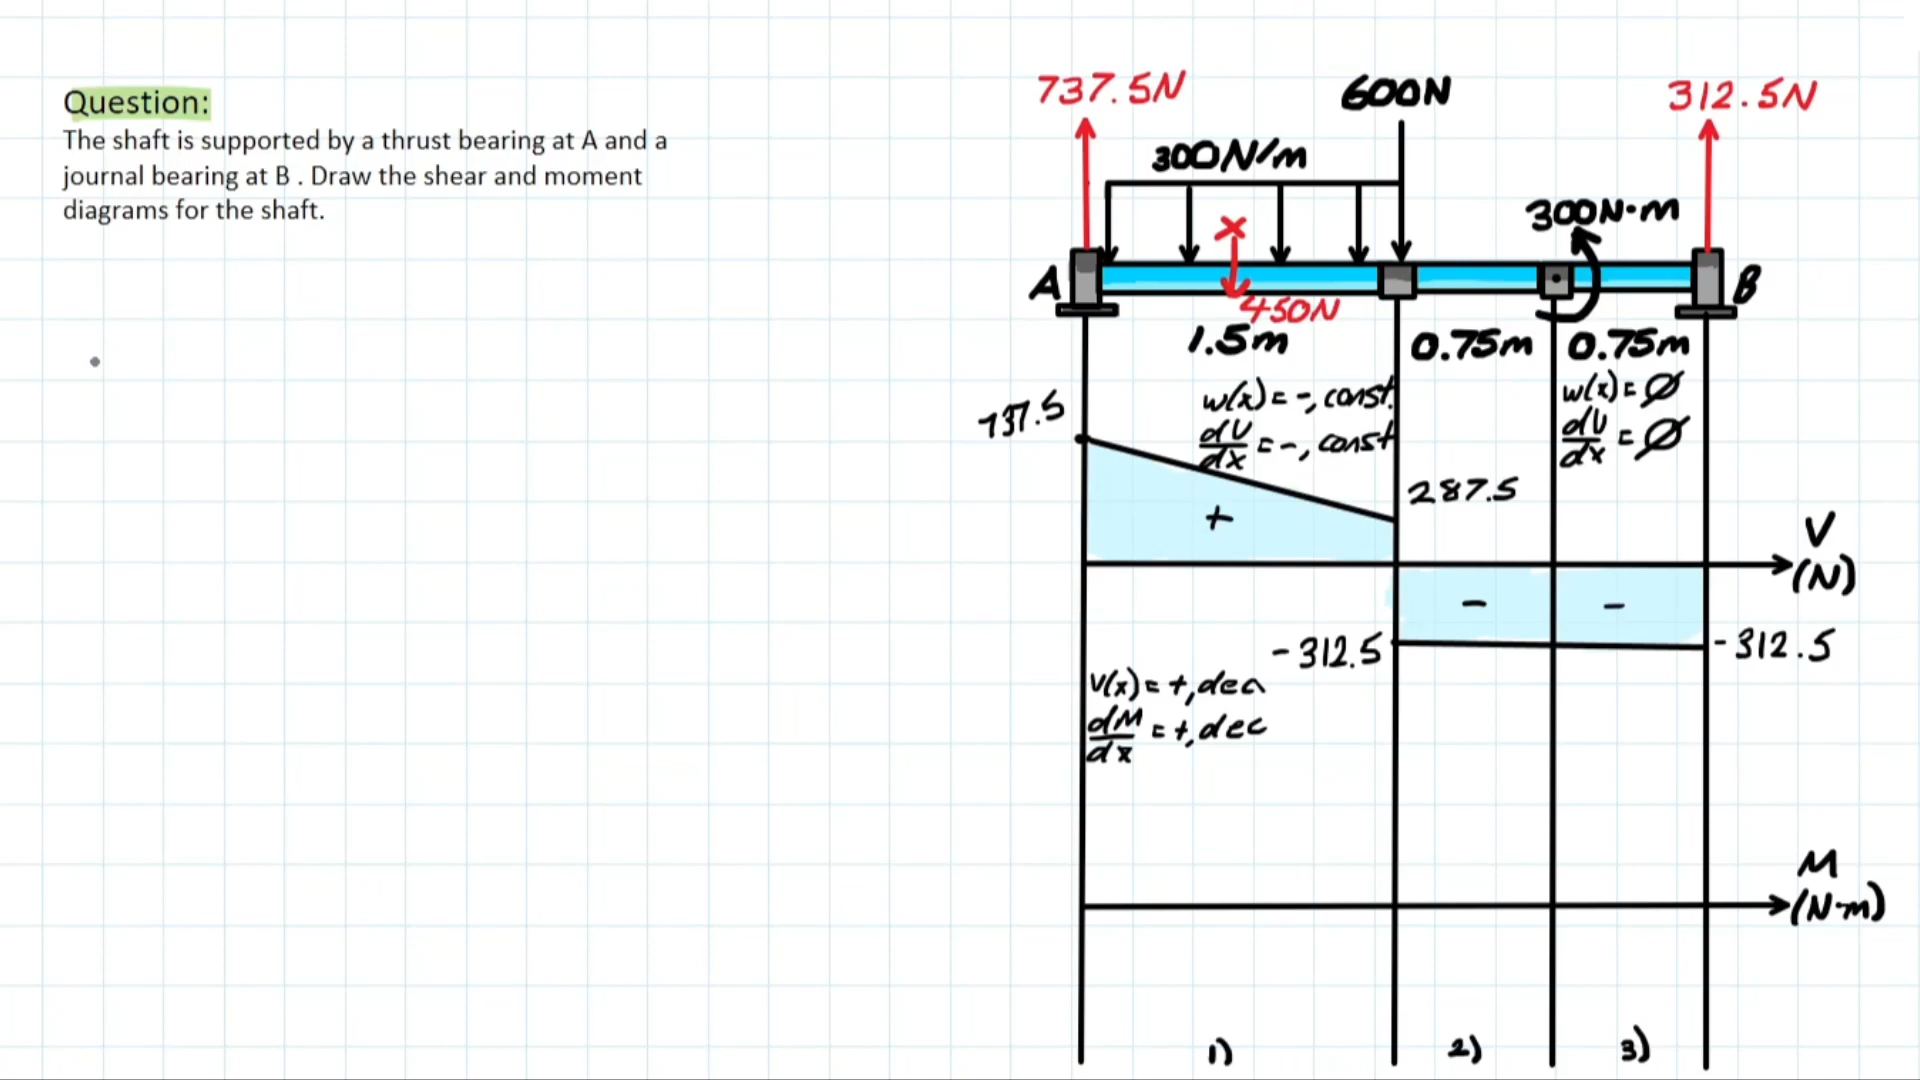 Question:
The shaft is supported by a thrust bearing at A and a
journal bearing at B . Draw the shear and moment
diagrams for the shaft.
737.5N
600N
312.5N
300N/m
300N·m
x
A
B
450N
1.5m
0.75m
0.75m
w(x) = -, const.
dV/dx = -, const
w(x) = Ø
dV/dx = Ø
737.5
287.5
+
V
(N)
-
-
-312.5
-312.5
V(x) = +, dec
dM/dx = +, dec
M
(N·m)
1)
2)
3)